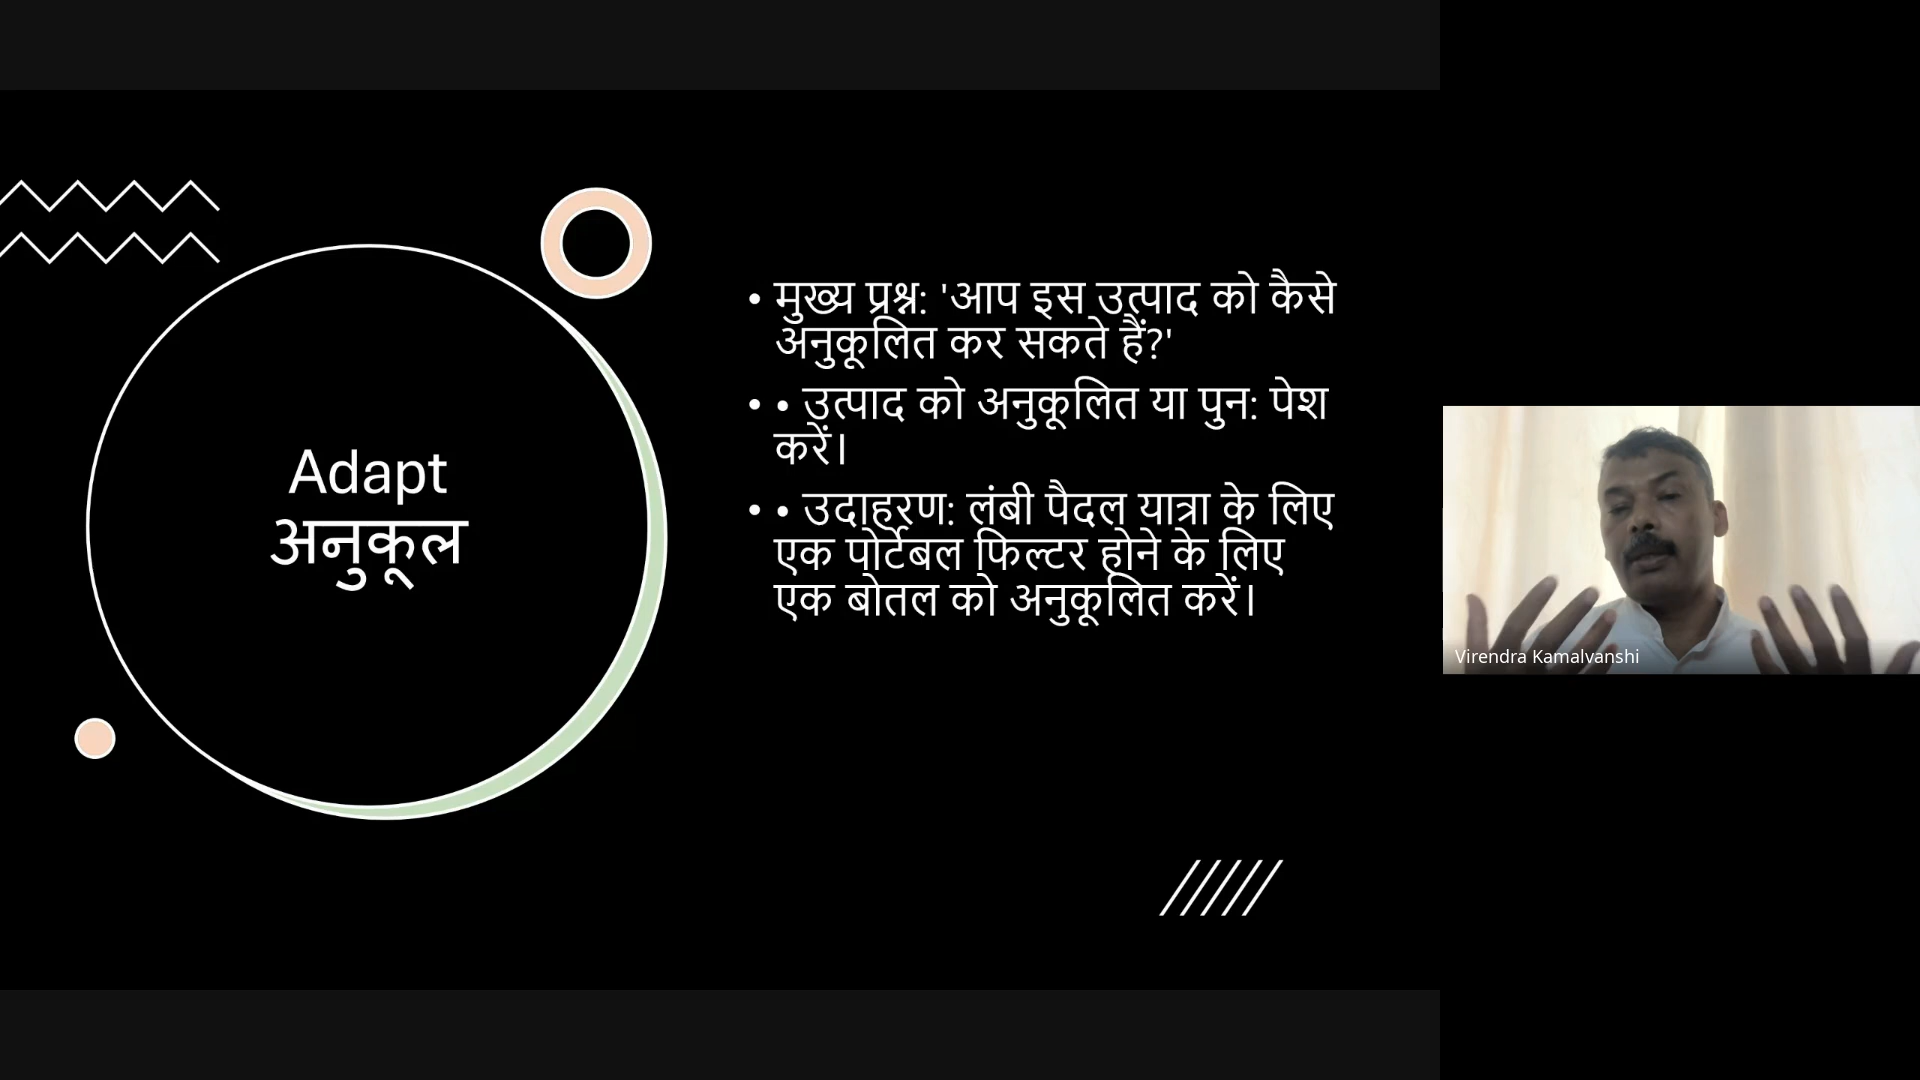 Adapt
अनुकूल
• मुख्य प्रश्न: 'आप इस उत्पाद को कैसे
अनुकूलित कर सकते हैं?'
• • उत्पाद को अनुकूलित या पुन: पेश
करें।
• • उदाहरण: लंबी पैदल यात्रा के लिए
एक पोर्टेबल फिल्टर होने के लिए
एक बोतल को अनुकूलित करें।
Virendra Kamalvanshi